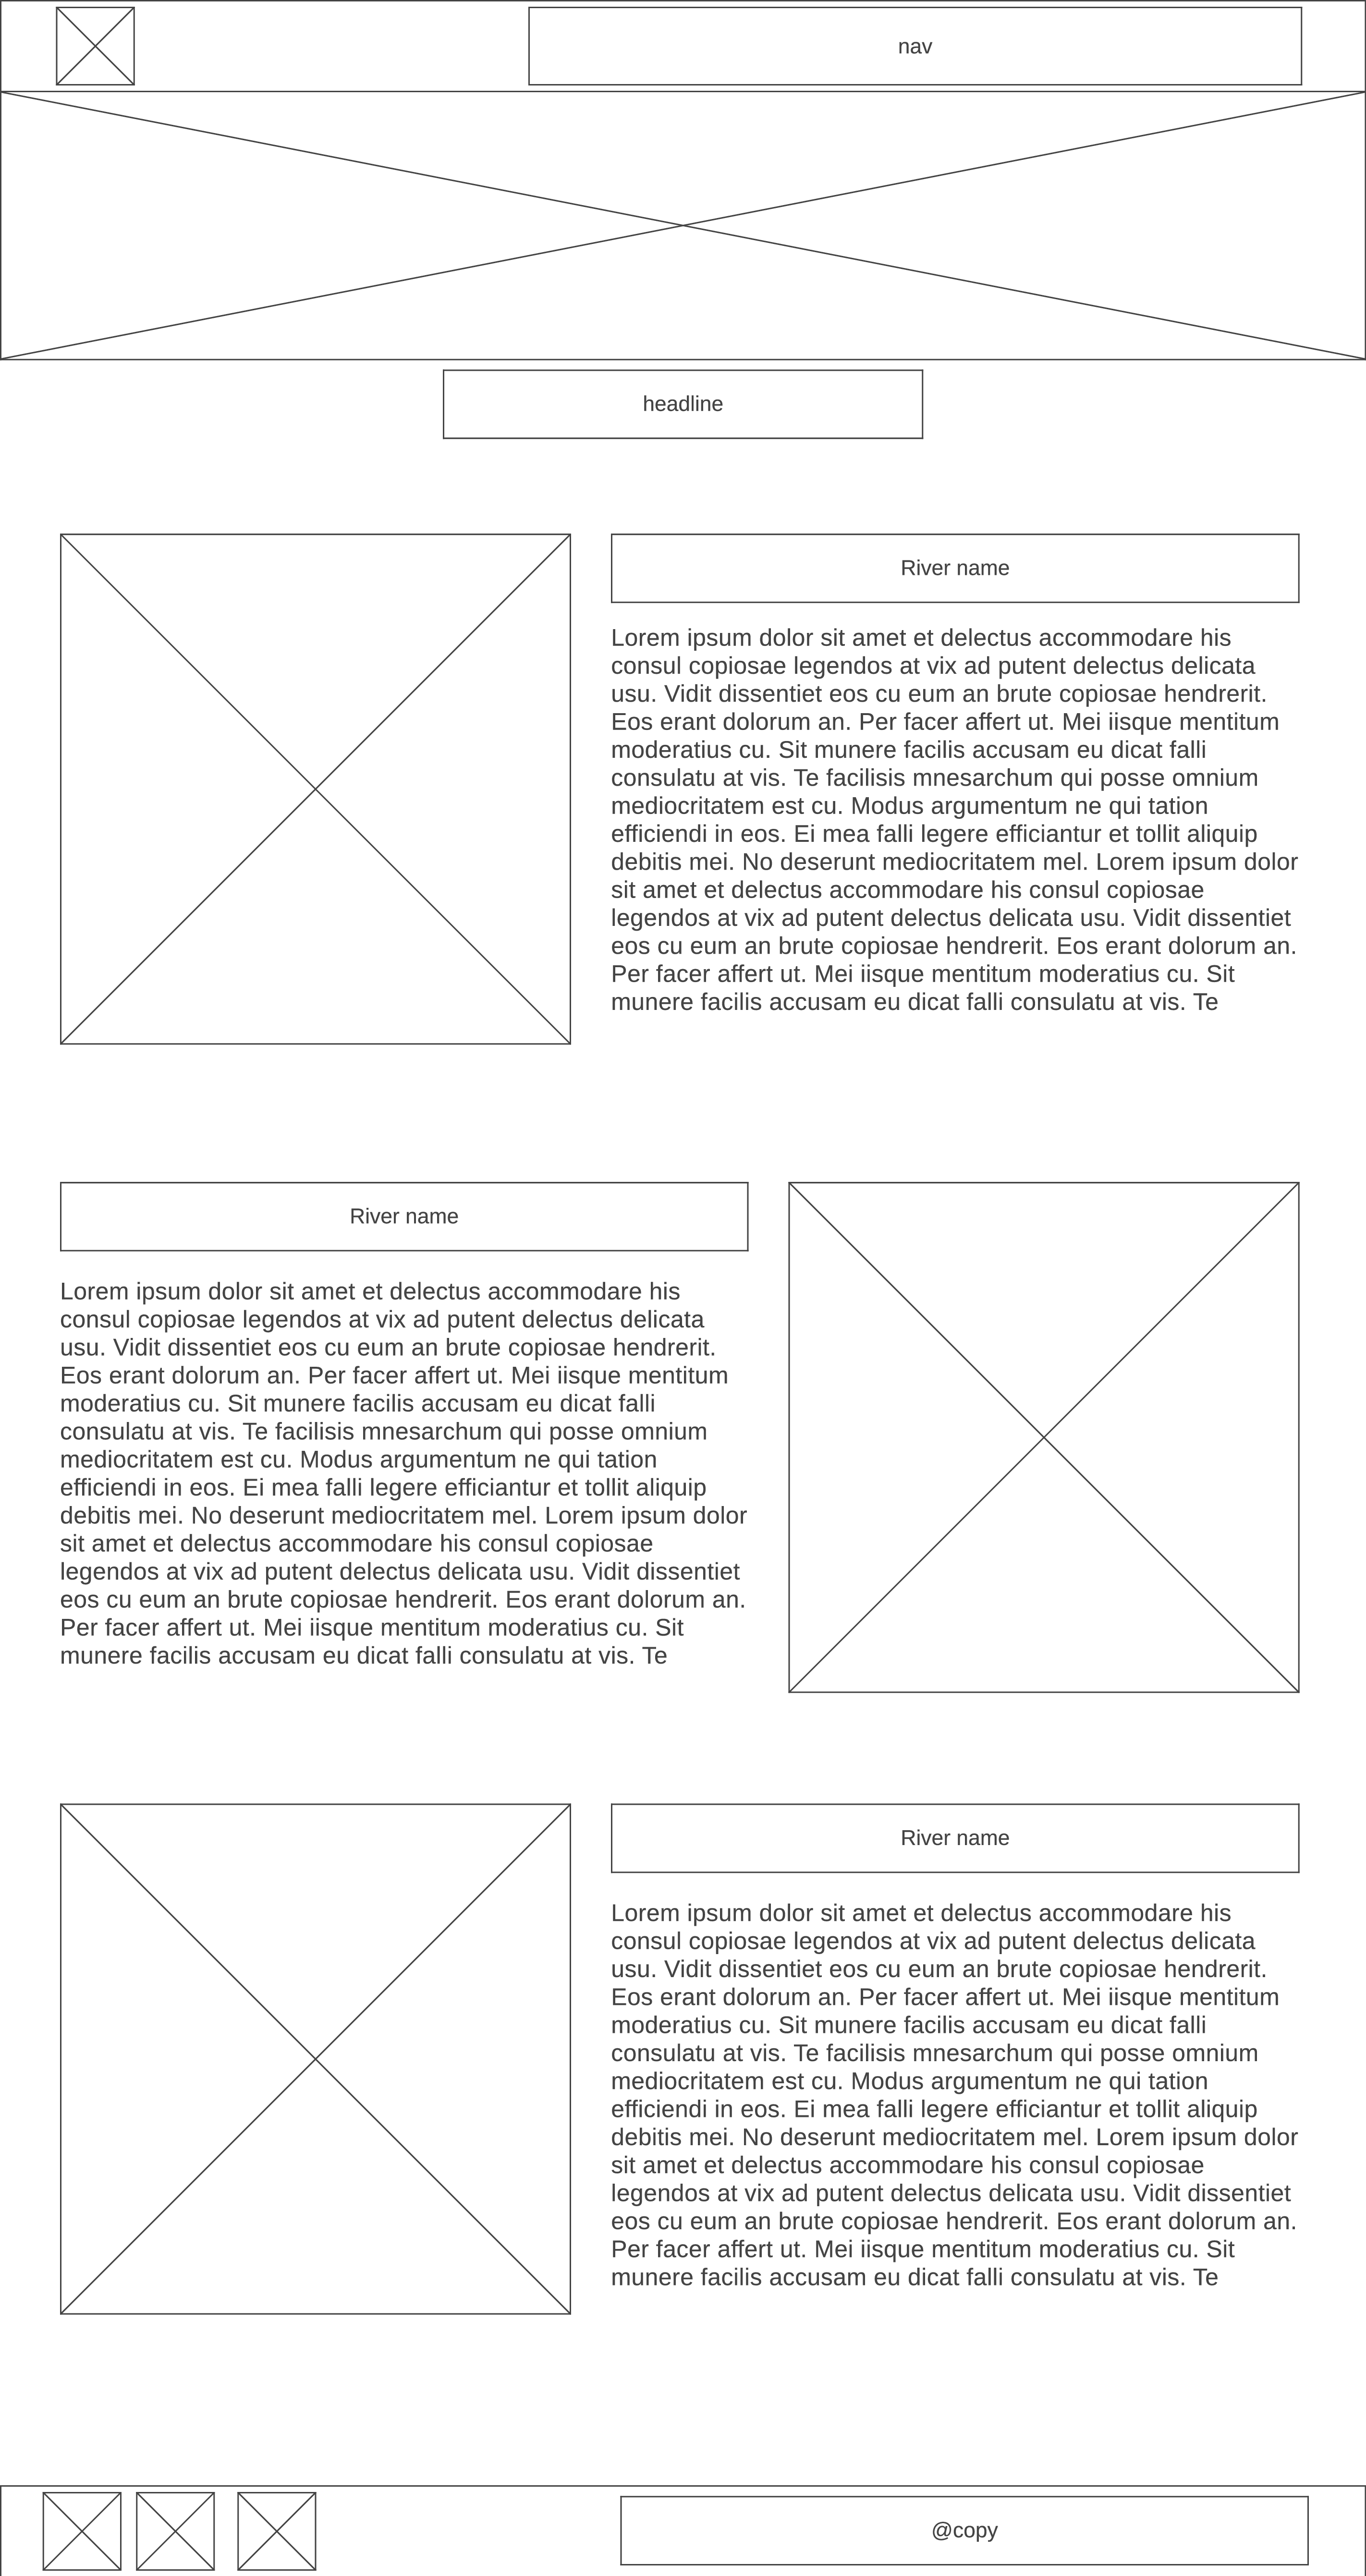 nav
headline
River name
Lorem ipsum dolor sit amet et delectus accommodare his
consul copiosae legendos at vix ad putent delectus delicata
usu. Vidit dissentiet eos cu eum an brute copiosae hendrerit.
Eos erant dolorum an. Per facer affert ut. Mei iisque mentitum
moderatius cu. Sit munere facilis accusam eu dicat falli
consulatu at vis. Te facilisis mnesarchum qui posse omnium
mediocritatem est cu. Modus argumentum ne qui tation
efficiendi in eos. Ei mea falli legere efficiantur et tollit aliquip
debitis mei. No deserunt mediocritatem mel. Lorem ipsum dolor
sit amet et delectus accommodare his consul copiosae
legendos at vix ad putent delectus delicata usu. Vidit dissentiet
eos cu eum an brute copiosae hendrerit. Eos erant dolorum an.
Per facer affert ut. Mei iisque mentitum moderatius cu. Sit
munere facilis accusam eu dicat falli consulatu at vis. Te
River name
Lorem ipsum dolor sit amet et delectus accommodare his
consul copiosae legendos at vix ad putent delectus delicata
usu. Vidit dissentiet eos cu eum an brute copiosae hendrerit.
Eos erant dolorum an. Per facer affert ut. Mei iisque mentitum
moderatius cu. Sit munere facilis accusam eu dicat falli
consulatu at vis. Te facilisis mnesarchum qui posse omnium
mediocritatem est cu. Modus argumentum ne qui tation
efficiendi in eos. Ei mea falli legere efficiantur et tollit aliquip
debitis mei. No deserunt mediocritatem mel. Lorem ipsum dolor
sit amet et delectus accommodare his consul copiosae
legendos at vix ad putent delectus delicata usu. Vidit dissentiet
eos cu eum an brute copiosae hendrerit. Eos erant dolorum an.
Per facer affert ut. Mei iisque mentitum moderatius cu. Sit
munere facilis accusam eu dicat falli consulatu at vis. Te
River name
Lorem ipsum dolor sit amet et delectus accommodare his
consul copiosae legendos at vix ad putent delectus delicata
usu. Vidit dissentiet eos cu eum an brute copiosae hendrerit.
Eos erant dolorum an. Per facer affert ut. Mei iisque mentitum
moderatius cu. Sit munere facilis accusam eu dicat falli
consulatu at vis. Te facilisis mnesarchum qui posse omnium
mediocritatem est cu. Modus argumentum ne qui tation
efficiendi in eos. Ei mea falli legere efficiantur et tollit aliquip
debitis mei. No deserunt mediocritatem mel. Lorem ipsum dolor
sit amet et delectus accommodare his consul copiosae
legendos at vix ad putent delectus delicata usu. Vidit dissentiet
eos cu eum an brute copiosae hendrerit. Eos erant dolorum an.
Per facer affert ut. Mei iisque mentitum moderatius cu. Sit
munere facilis accusam eu dicat falli consulatu at vis. Te
@copy